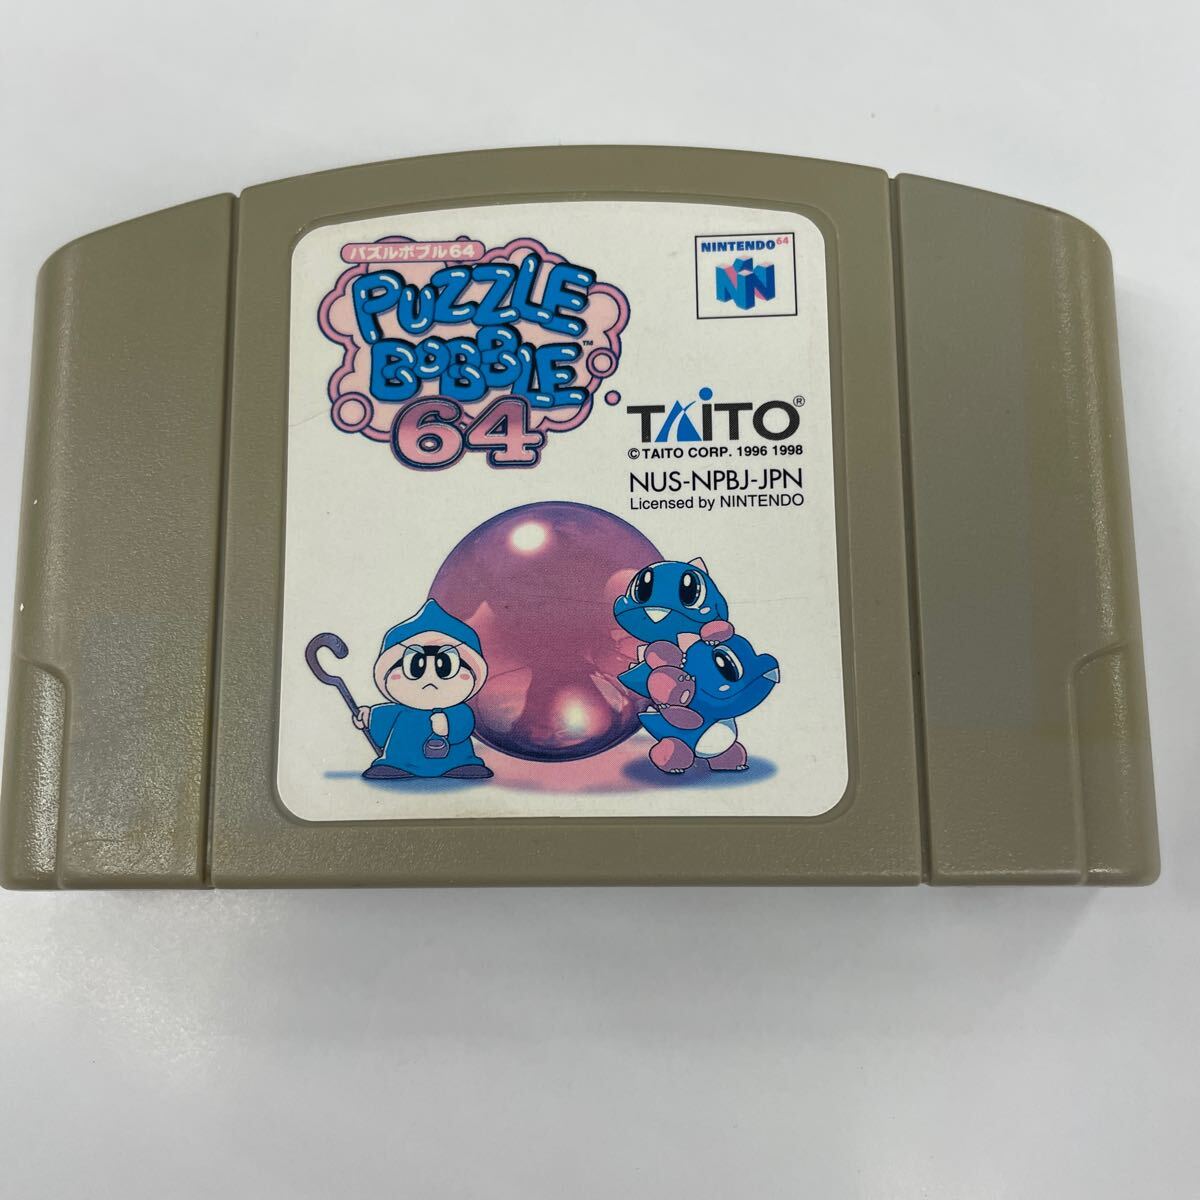 パズルボブル64
PUZZLE
BOBBLE™
64
NINTENDO64
TAITO®
© TAITO CORP. 1996 1998
NUS-NPBJ-JPN
Licensed by NINTENDO